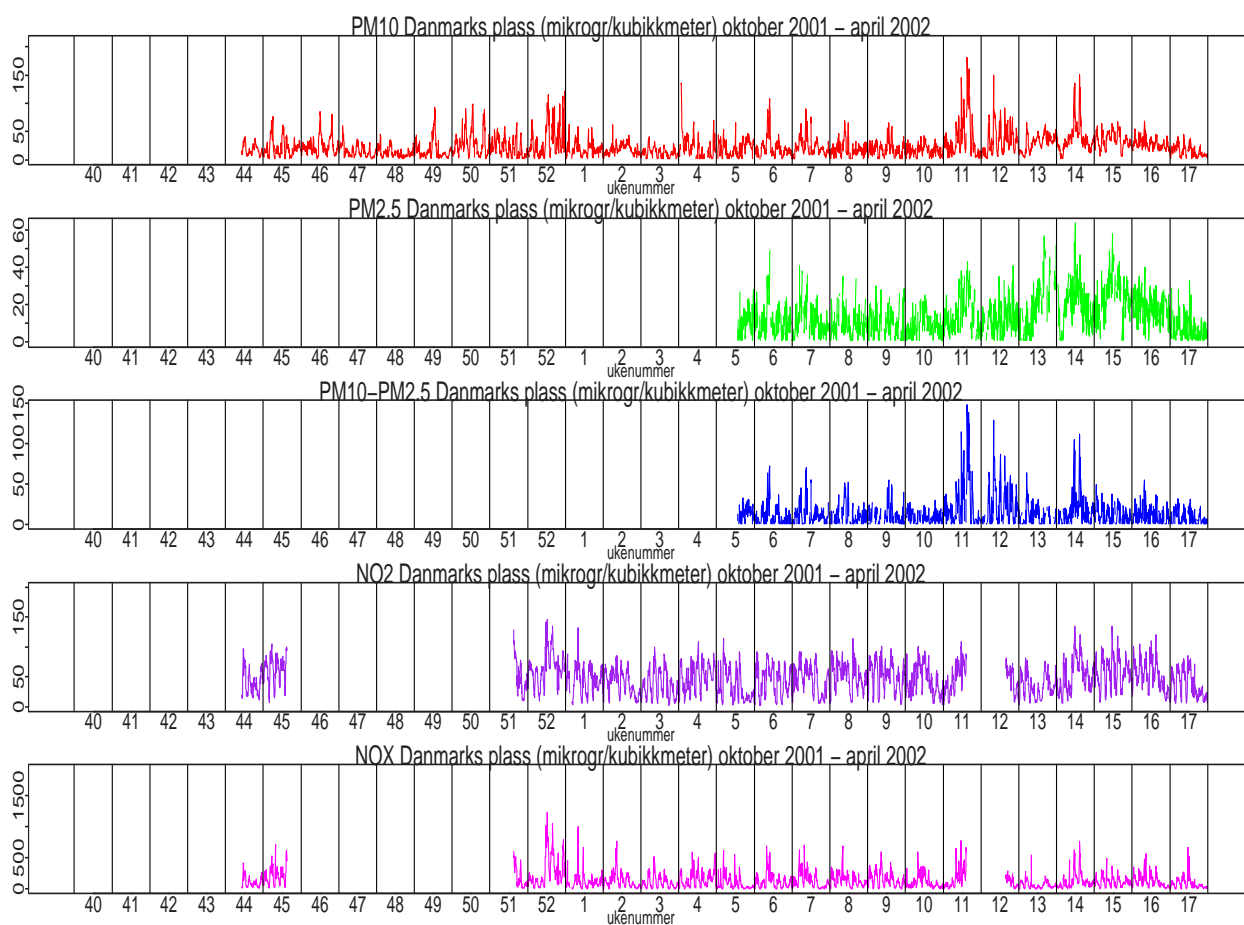 PM10 Danmarks plass (mikrogr/kubikkmeter) oktober 2001 – april 2002
0 50 150
40 41 42 43 44 45 46 47 48 49 50 51 52 1 2 3 4 5 6 7 8 9 10 11 12 13 14 15 16 17
ukenummer
PM2.5 Danmarks plass (mikrogr/kubikkmeter) oktober 2001 – april 2002
0 20 40 60
40 41 42 43 44 45 46 47 48 49 50 51 52 1 2 3 4 5 6 7 8 9 10 11 12 13 14 15 16 17
ukenummer
PM10–PM2.5 Danmarks plass (mikrogr/kubikkmeter) oktober 2001 – april 2002
0 50 100 150
40 41 42 43 44 45 46 47 48 49 50 51 52 1 2 3 4 5 6 7 8 9 10 11 12 13 14 15 16 17
ukenummer
NO2 Danmarks plass (mikrogr/kubikkmeter) oktober 2001 – april 2002
0 50 150
40 41 42 43 44 45 46 47 48 49 50 51 52 1 2 3 4 5 6 7 8 9 10 11 12 13 14 15 16 17
ukenummer
NOX Danmarks plass (mikrogr/kubikkmeter) oktober 2001 – april 2002
0 500 1500
40 41 42 43 44 45 46 47 48 49 50 51 52 1 2 3 4 5 6 7 8 9 10 11 12 13 14 15 16 17
ukenummer